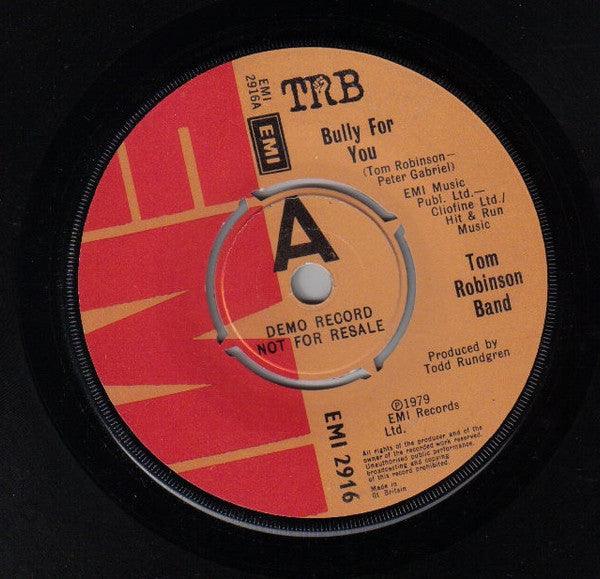 EMI
2916A
EMI
TRB
Bully For
You
(Tom Robinson—
Peter Gabriel)
EMI Music
Publ. Ltd.—
Cliofine Ltd./
Hit & Run
Music
A
DEMO RECORD
NOT FOR RESALE
Tom
Robinson
Band
Produced by
Todd Rundgren
℗1979
EMI Records
Ltd.
EMI 2916
All rights of the producer and of the
owner of the recorded work reserved.
Unauthorised public performance,
broadcasting and copying
of this record prohibited.
Made in
Gt Britain